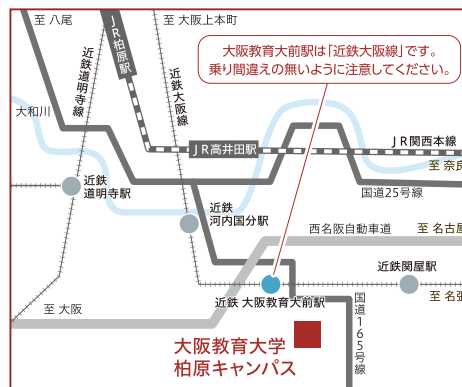 至 八尾
JR柏原駅
至 大阪上本町
大阪教育大前駅は「近鉄大阪線」です。
乗り間違えの無いように注意してください。
近鉄道明寺線
近鉄大阪線
大和川
JR高井田駅
JR関西本線
至 奈良
近鉄
道明寺駅
国道25号線
近鉄
河内国分駅
西名阪自動車道
至 名古屋
近鉄関屋駅
至 大阪
近鉄 大阪教育大前駅
至 名張
国道165号線
大阪教育大学
柏原キャンパス